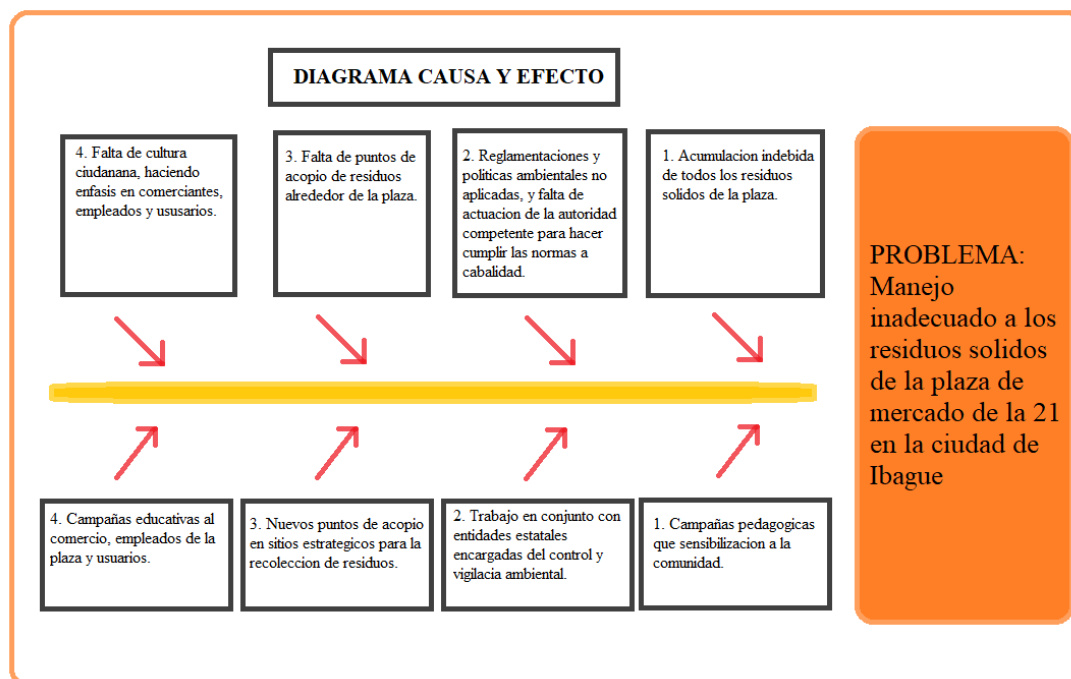 DIAGRAMA CAUSA Y EFECTO
4. Falta de cultura
ciudanana, haciendo
enfasis en comerciantes,
empleados y ususarios.
3. Falta de puntos de
acopio de residuos
alrededor de la plaza.
2. Reglamentaciones y
politicas ambientales no
aplicadas, y falta de
actuacion de la autoridad
competente para hacer
cumplir las normas a
cabalidad.
1. Acumulacion indebida
de todos los residuos
solidos de la plaza.
PROBLEMA:
Manejo
inadecuado a los
residuos solidos
de la plaza de
mercado de la 21
en la ciudad de
Ibague
4. Campañas educativas al
comercio, empleados de la
plaza y usuarios.
3. Nuevos puntos de acopio
en sitios estrategicos para la
recoleccion de residuos.
2. Trabajo en conjunto con
entidades estatales
encargadas del control y
vigilacia ambiental.
1. Campañas pedagogicas
que sensibilizacion a la
comunidad.